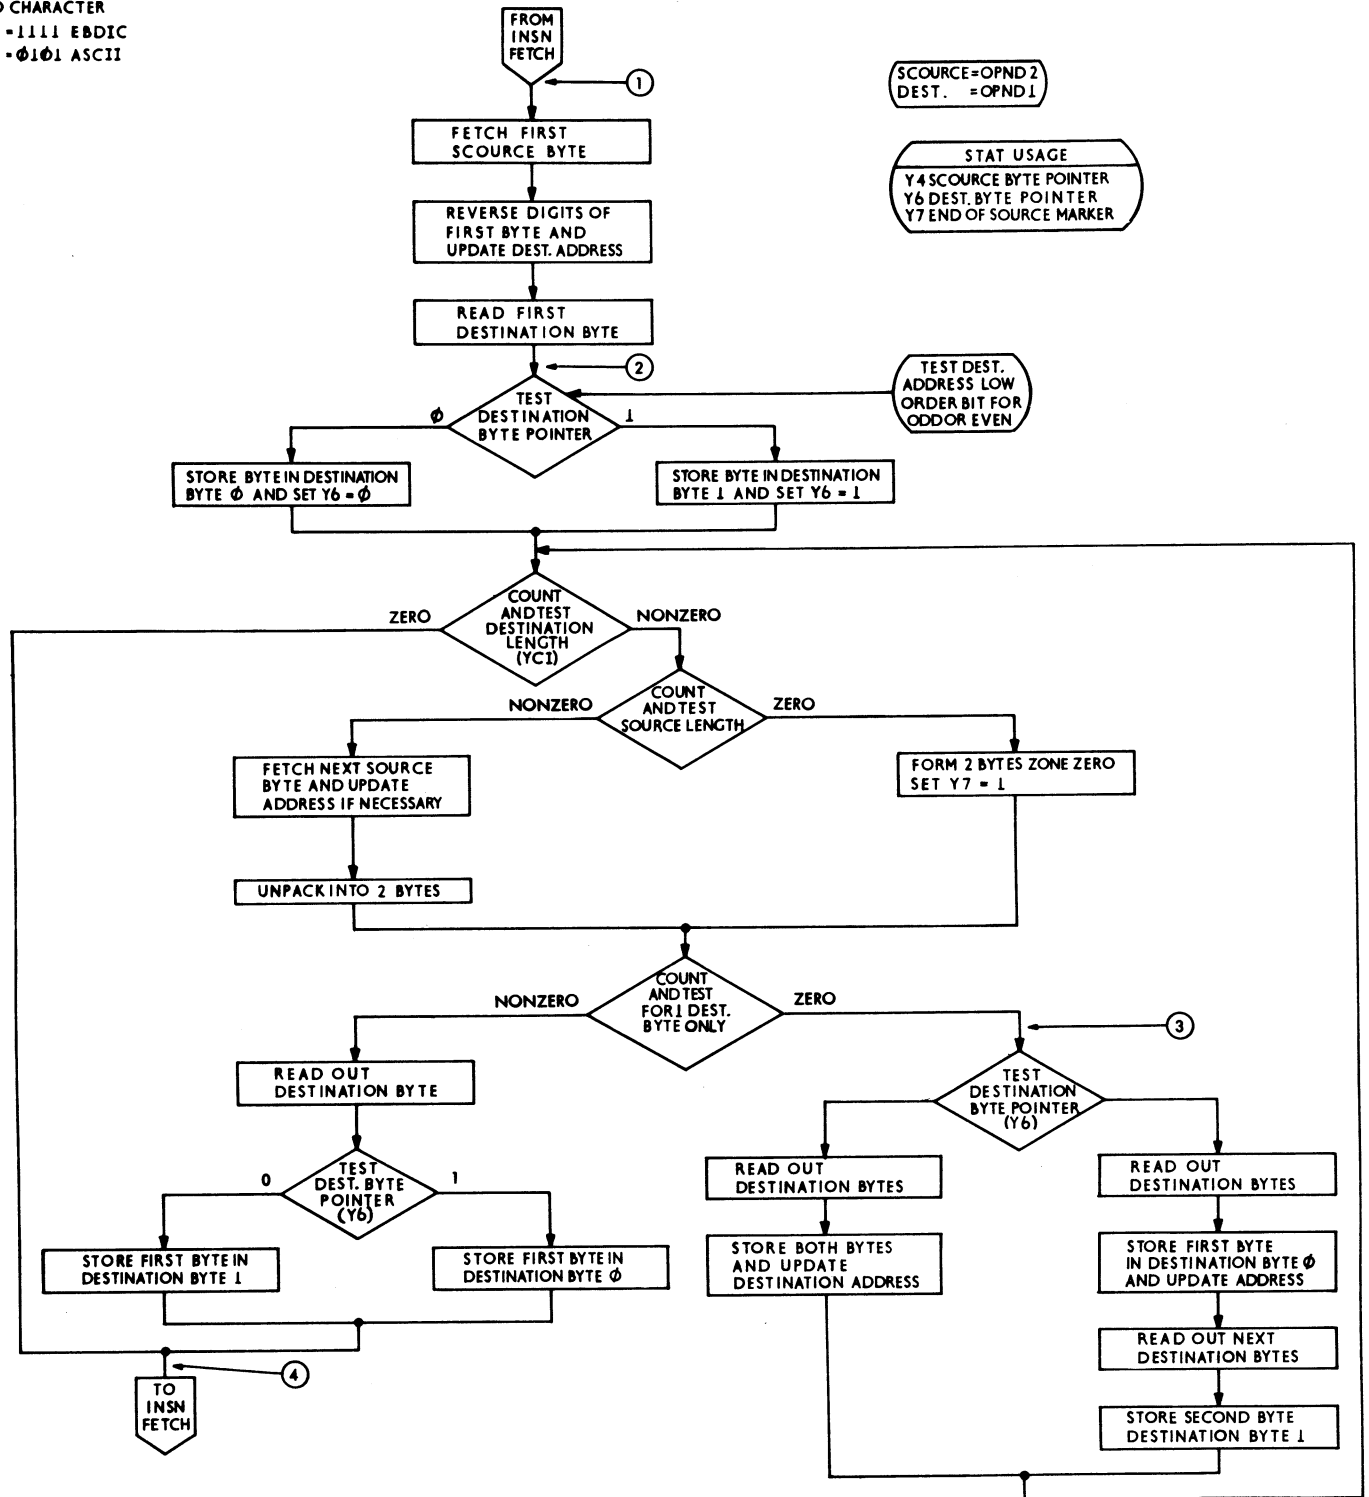 CHARACTER
=1111 EBDIC
=Ø1Ø1 ASCII
FROM
INSN
FETCH
1
SCOURCE=OPND 2
DEST. =OPND 1
FETCH FIRST
SCOURCE BYTE
STAT USAGE
Y4 SCOURCE BYTE POINTER
Y6 DEST. BYTE POINTER
Y7 END OF SOURCE MARKER
REVERSE DIGITS OF
FIRST BYTE AND
UPDATE DEST. ADDRESS
READ FIRST
DESTINATION BYTE
2
TEST DEST.
ADDRESS LOW
ORDER BIT FOR
ODDOR EVEN
TEST
DESTINATION
BYTE POINTER
Ø
1
STORE BYTE IN DESTINATION
BYTE Ø AND SET Y6 = Ø
STORE BYTE IN DESTINATION
BYTE 1 AND SET Y6 = 1
COUNT
AND TEST
DESTINATION
LENGTH
(YCI)
ZERO
NONZERO
COUNT
AND TEST
SOURCE LENGTH
NONZERO
ZERO
FETCH NEXT SOURCE
BYTE AND UPDATE
ADDRESS IF NECESSARY
FORM 2 BYTES ZONE ZERO
SET Y7 = 1
UNPACK INTO 2 BYTES
COUNT
AND TEST
FOR 1 DEST.
BYTE ONLY
NONZERO
ZERO
3
READ OUT
DESTINATION BYTE
TEST
DESTINATION
BYTE POINTER
(Y6)
TEST
DEST. BYTE
POINTER
(Y6)
0
1
READ OUT
DESTINATION BYTES
READ OUT
DESTINATION BYTES
STORE FIRST BYTE IN
DESTINATION BYTE 1
STORE FIRST BYTE IN
DESTINATION BYTE Ø
STORE BOTH BYTES
AND UPDATE
DESTINATION ADDRESS
STORE FIRST BYTE
IN DESTINATION BYTE Ø
AND UPDATE ADDRESS
READ OUT NEXT
DESTINATION BYTES
4
TO
INSN
FETCH
STORE SECOND BYTE
DESTINATION BYTE 1